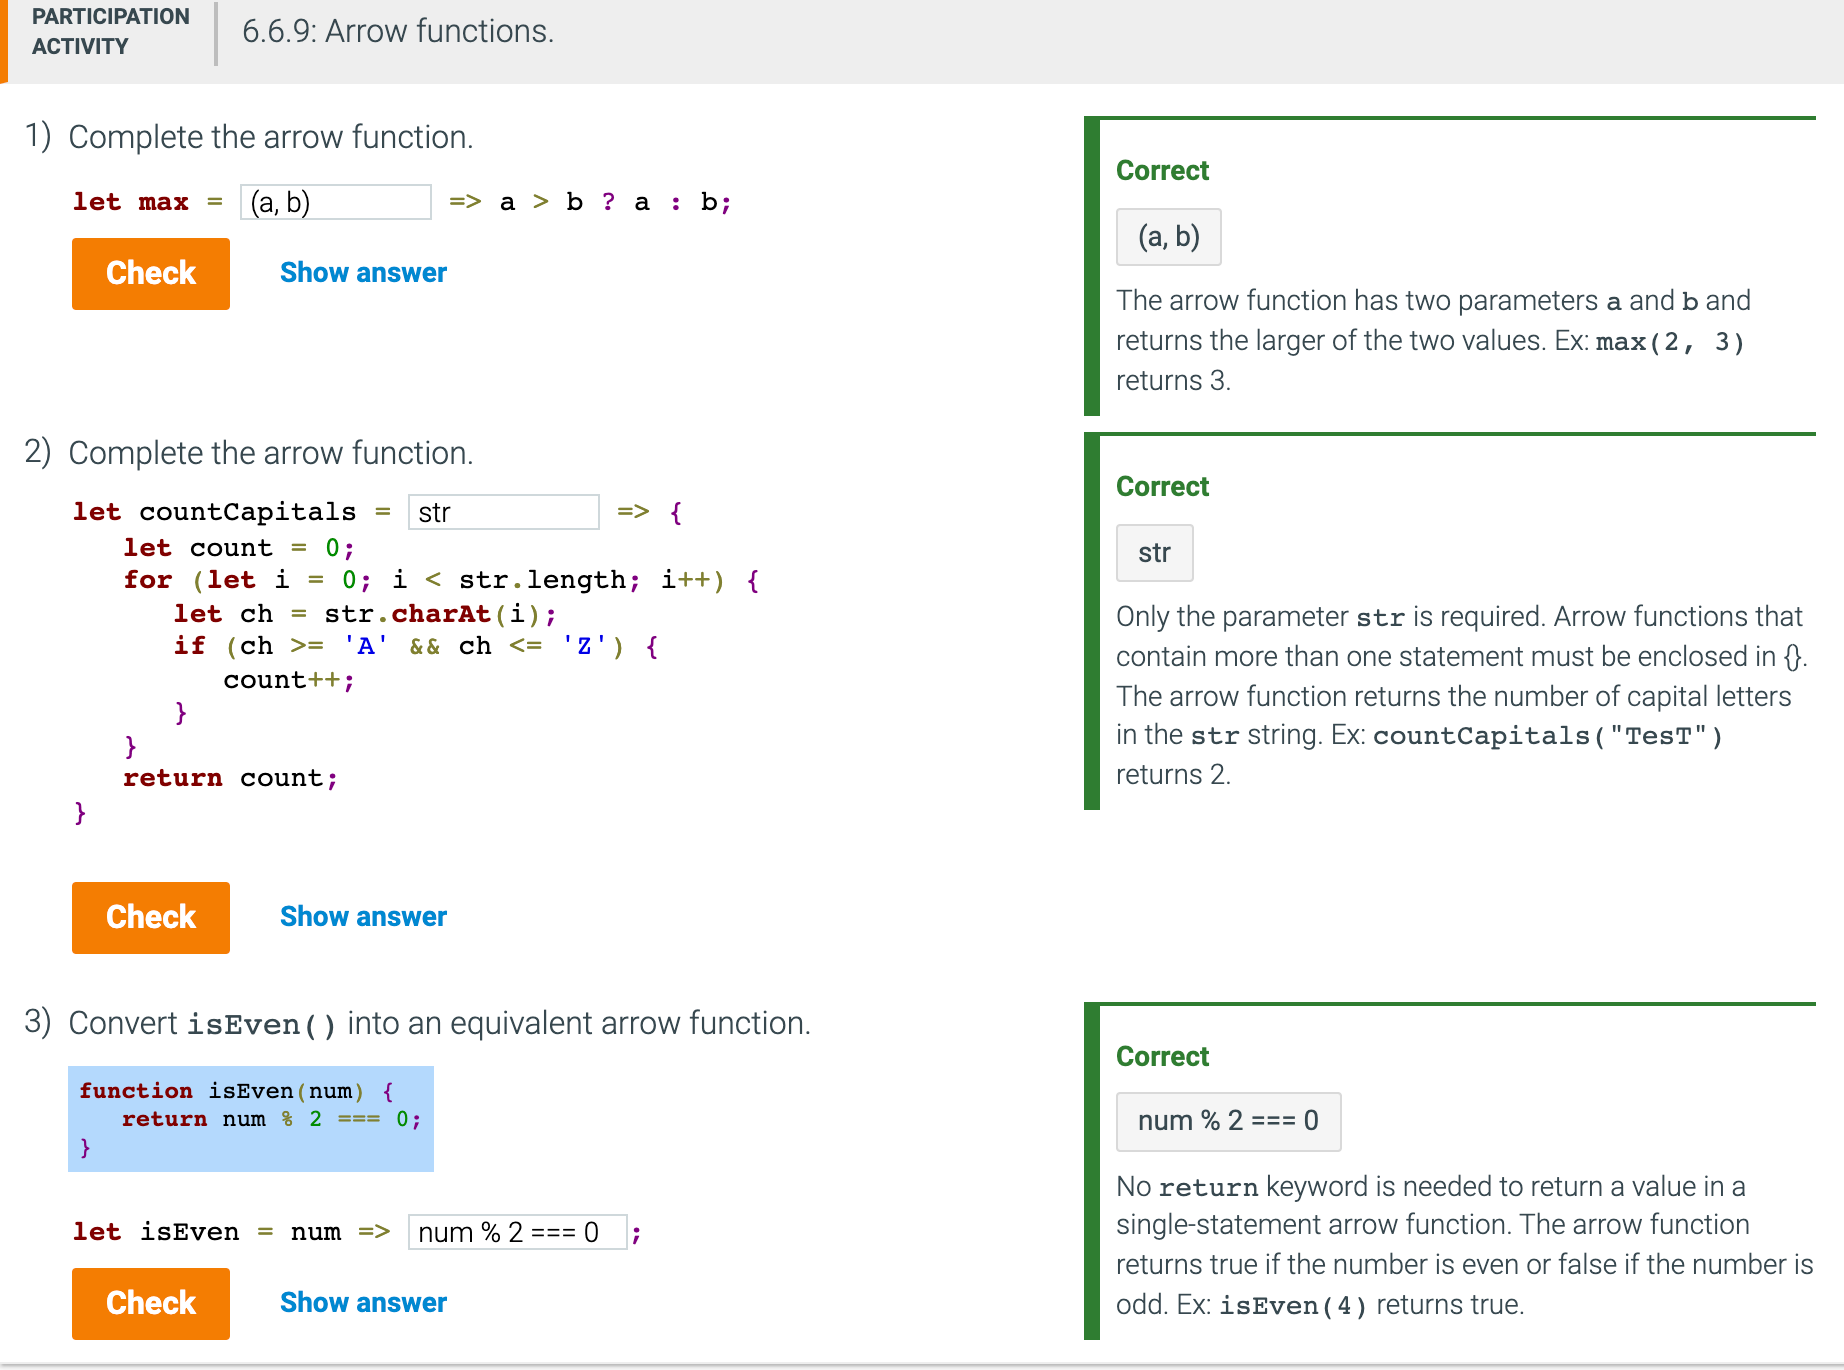 PARTICIPATION
ACTIVITY
6.6.9: Arrow functions.
1) Complete the arrow function.
let max = (a, b) => a > b ? a : b;
Check Show answer
Correct
(a, b)
The arrow function has two parameters a and b and
returns the larger of the two values. Ex: max(2, 3)
returns 3.
2) Complete the arrow function.
let countCapitals = str => {
let count = 0;
for (let i = 0; i < str.length; i++) {
let ch = str.charAt(i);
if (ch >= 'A' && ch <= 'Z') {
count++;
}
}
return count;
}
Check Show answer
Correct
str
Only the parameter str is required. Arrow functions that
contain more than one statement must be enclosed in {}.
The arrow function returns the number of capital letters
in the str string. Ex: countCapitals("TesT")
returns 2.
3) Convert isEven() into an equivalent arrow function.
function isEven(num) {
return num % 2 === 0;
}
let isEven = num => num % 2 === 0 ;
Check Show answer
Correct
num % 2 === 0
No return keyword is needed to return a value in a
single-statement arrow function. The arrow function
returns true if the number is even or false if the number is
odd. Ex: isEven(4) returns true.